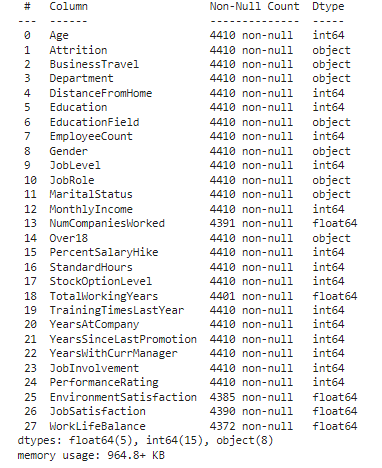 #   Column                   Non-Null Count  Dtype
---  ------                   --------------  -----
 0   Age                      4410 non-null   int64
 1   Attrition                4410 non-null   object
 2   BusinessTravel           4410 non-null   object
 3   Department               4410 non-null   object
 4   DistanceFromHome         4410 non-null   int64
 5   Education                4410 non-null   int64
 6   EducationField           4410 non-null   object
 7   EmployeeCount            4410 non-null   int64
 8   Gender                   4410 non-null   object
 9   JobLevel                 4410 non-null   int64
 10  JobRole                  4410 non-null   object
 11  MaritalStatus            4410 non-null   object
 12  MonthlyIncome            4410 non-null   int64
 13  NumCompaniesWorked       4391 non-null   float64
 14  Over18                   4410 non-null   object
 15  PercentSalaryHike        4410 non-null   int64
 16  StandardHours            4410 non-null   int64
 17  StockOptionLevel         4410 non-null   int64
 18  TotalWorkingYears        4401 non-null   float64
 19  TrainingTimesLastYear    4410 non-null   int64
 20  YearsAtCompany           4410 non-null   int64
 21  YearsSinceLastPromotion  4410 non-null   int64
 22  YearsWithCurrManager     4410 non-null   int64
 23  JobInvolvement           4410 non-null   int64
 24  PerformanceRating        4410 non-null   int64
 25  EnvironmentSatisfaction  4385 non-null   float64
 26  JobSatisfaction          4390 non-null   float64
 27  WorkLifeBalance          4372 non-null   float64
dtypes: float64(5), int64(15), object(8)
memory usage: 964.8+ KB